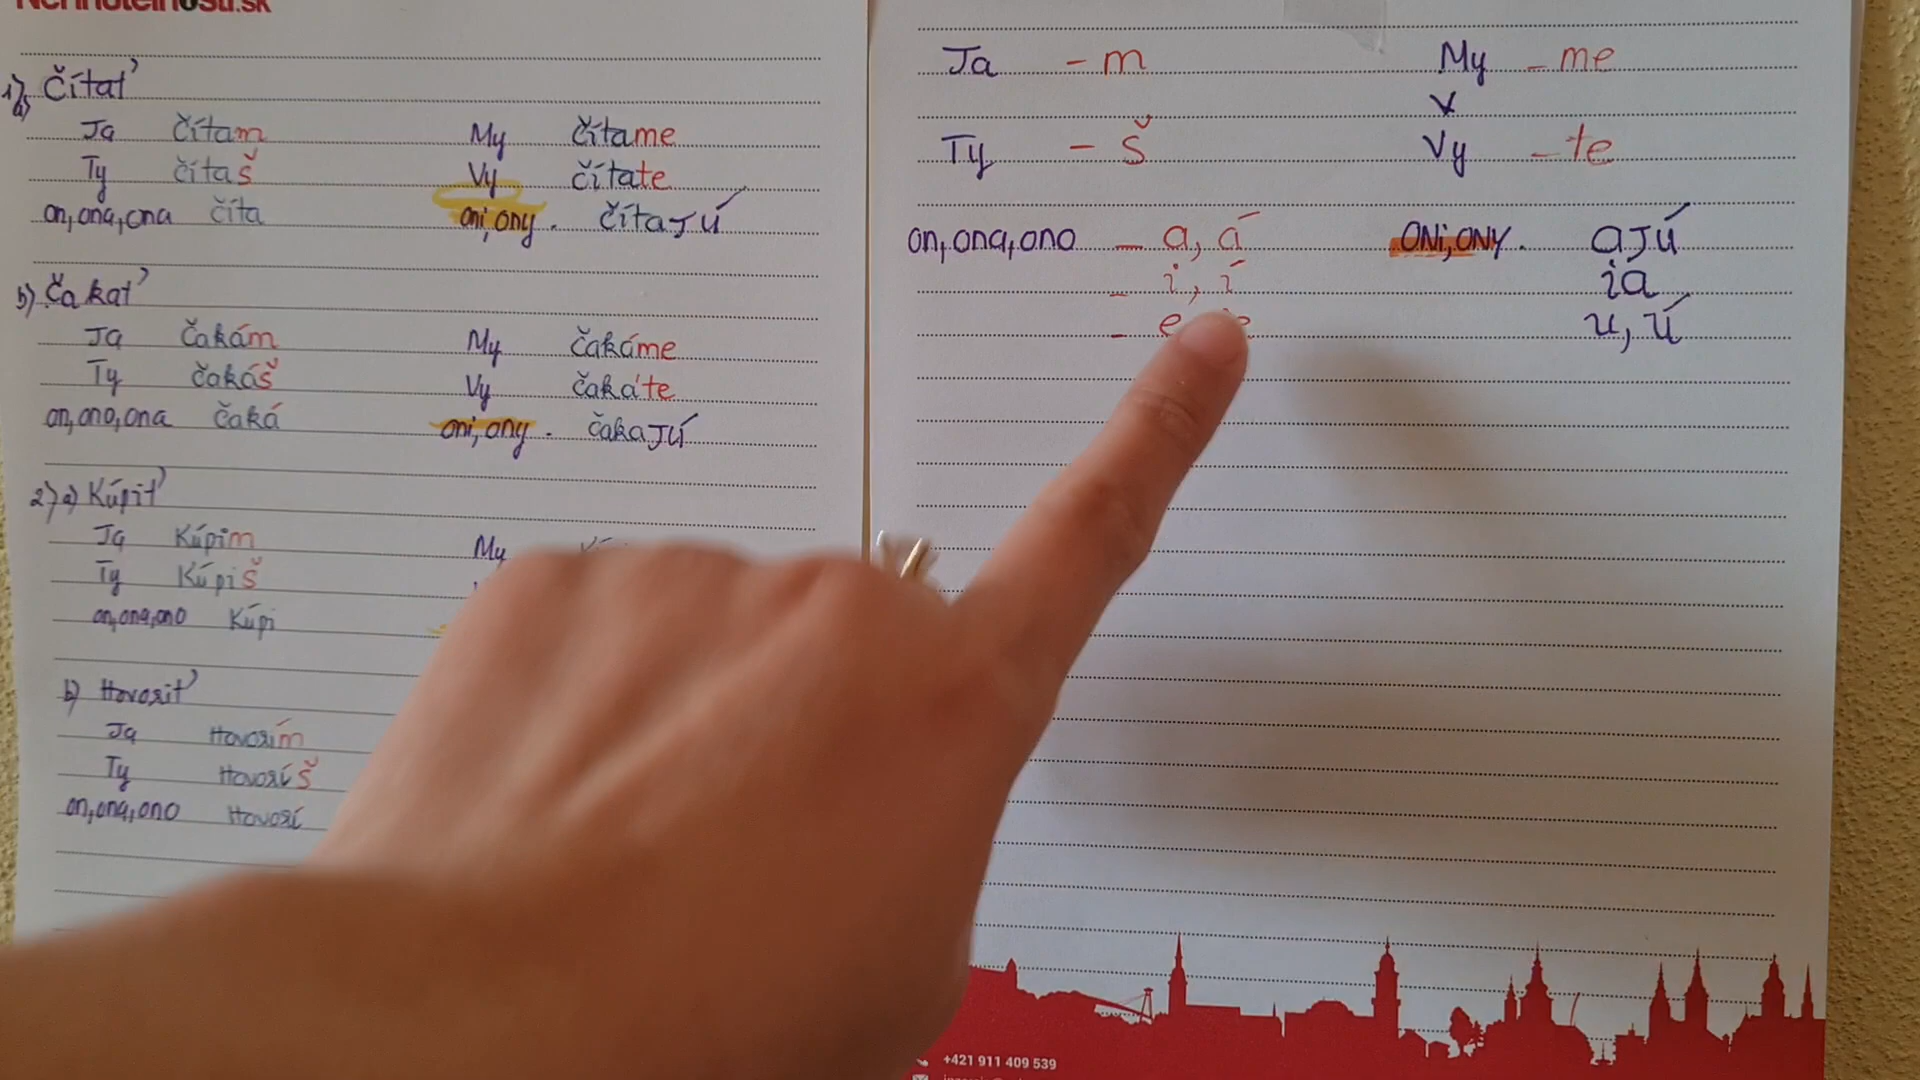 1) a) Čítať
Ja čítam My čítame
Ty čítaš Vy čítate
on, ona, ona číta oni, ony. čítaJÚ
b) Čakať
Ja čakám My čakáme
Ty čakáš Vy čakáte
on, ono, ona čaká oni, ony. čakaJÚ
2) a) Kúpiť
Ja Kúpim My
Ty Kúpiš
on, ona, ono Kúpi
b) Hovoriť
Ja Hovorím
Ty Hovoríš
on, ona, ono Hovorí
Ja - m My - me
Ty - š Vy - te
on, ona, ono - a, á ONI, ONY. aJÚ
- i, í ia
- e u, ú
+421 911 409 539